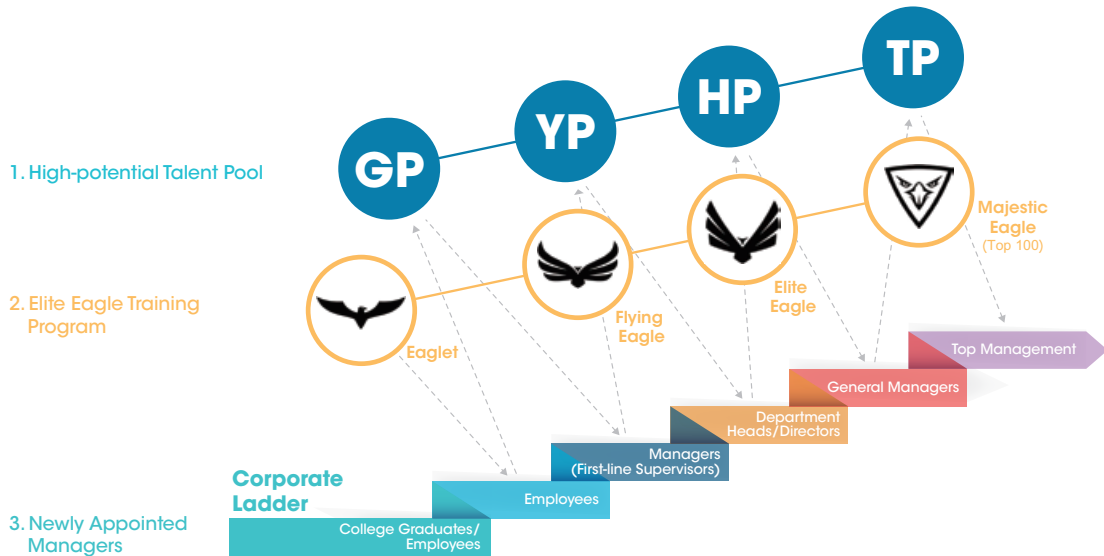 TP
HP
YP
GP
1. High-potential Talent Pool
Majestic
Eagle
(Top 100)
Elite
Eagle
Flying
Eagle
Eaglet
2. Elite Eagle Training
Program
Top Management
General Managers
Department
Heads/Directors
Managers
(First-line Supervisors)
Employees
College Graduates/
Employees
Corporate
Ladder
3. Newly Appointed
Managers